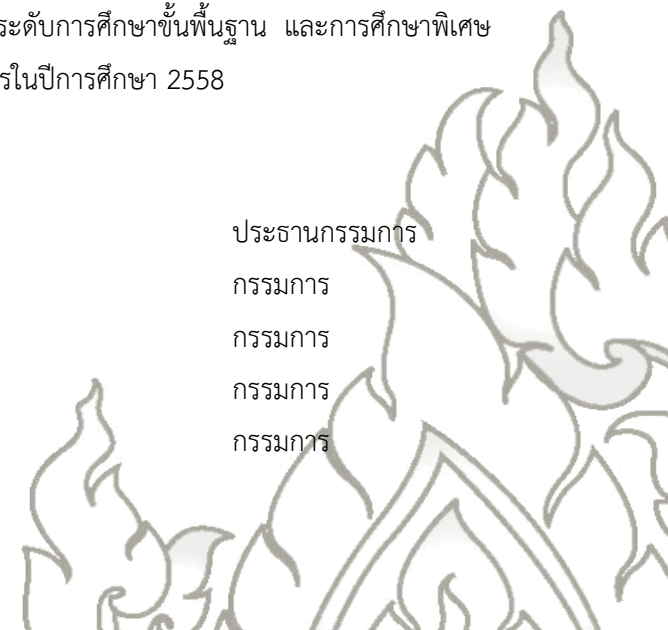 ระดับการศึกษาขั้นพื้นฐาน และการศึกษาพิเศษ
รในปีการศึกษา 2558
ประธานกรรมการ
กรรมการ
กรรมการ
กรรมการ
กรรมการ